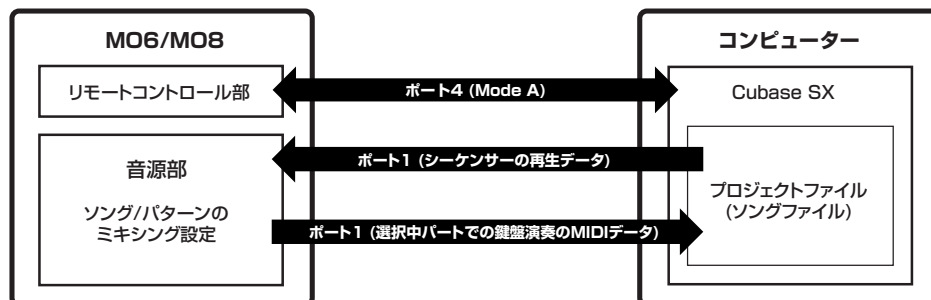 MO6/MO8
コンピューター
リモートコントロール部
ポート4 (Mode A)
Cubase SX
音源部
ポート1 (シーケンサーの再生データ)
ソング/パターンの
ミキシング設定
プロジェクトファイル
(ソングファイル)
ポート1 (選択中パートでの鍵盤演奏のMIDIデータ)